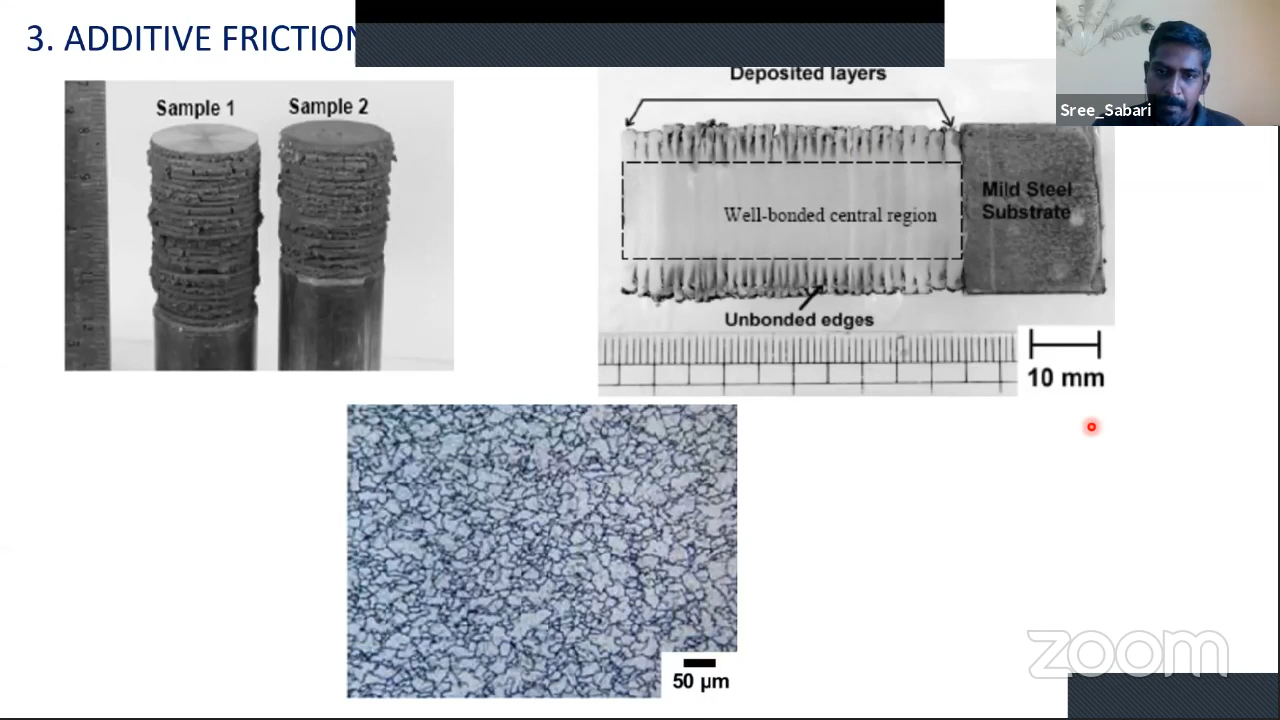 3. ADDITIVE FRICTION
Sample 1
Sample 2
Deposited layers
Sree_Sabari
Well-bonded central region
Mild Steel
Substrate
Unbonded edges
10 mm
50 µm
zoom